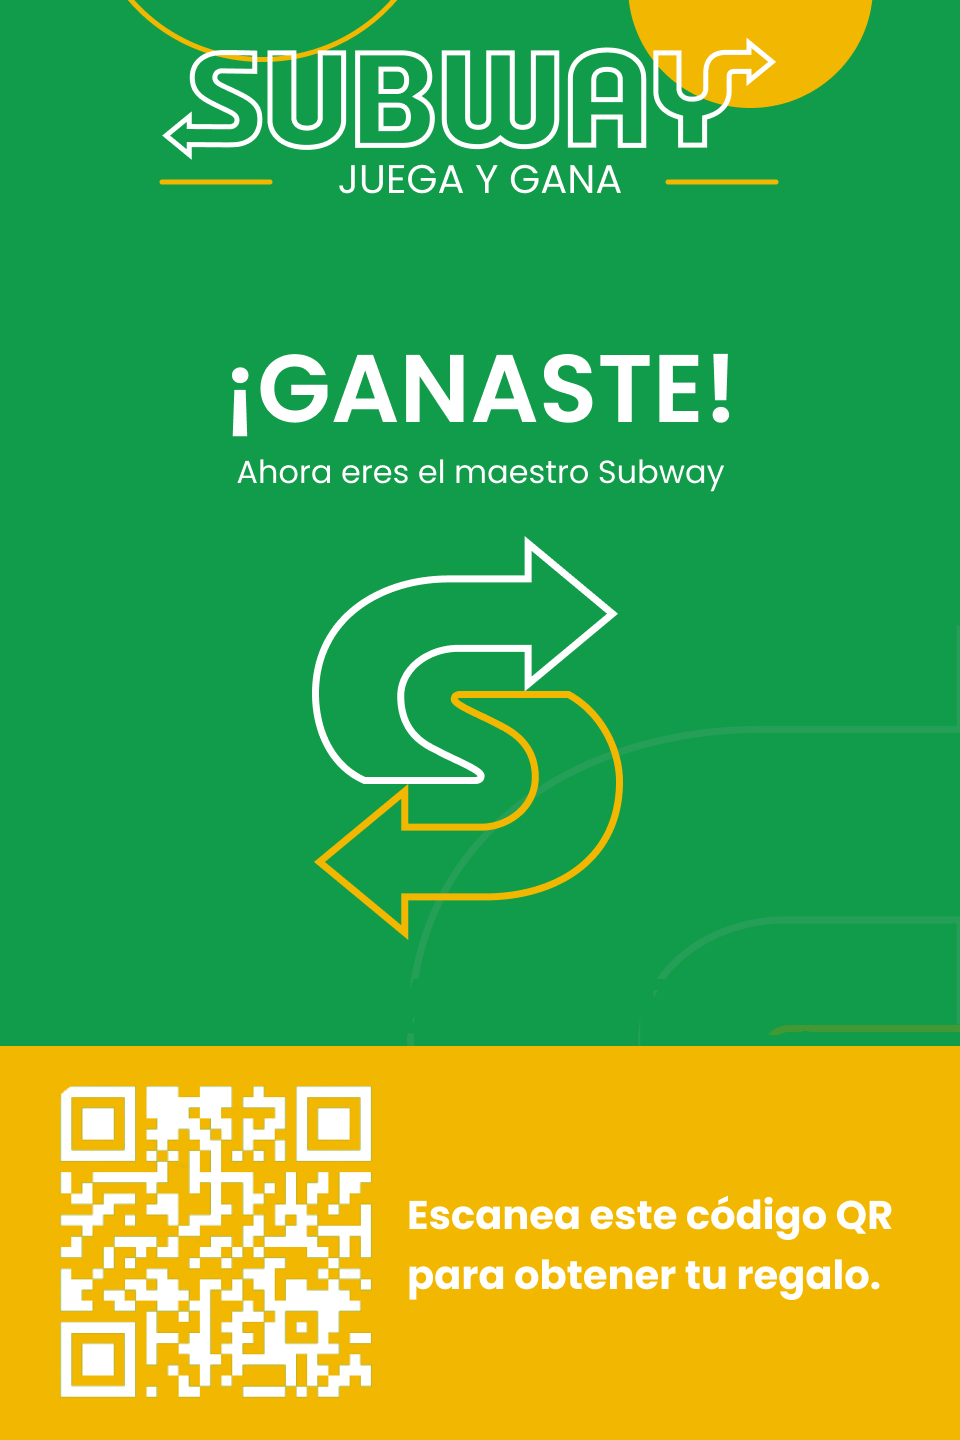 SUBWAY
JUEGA Y GANA
¡GANASTE!
Ahora eres el maestro Subway
Escanea este código QR
para obtener tu regalo.